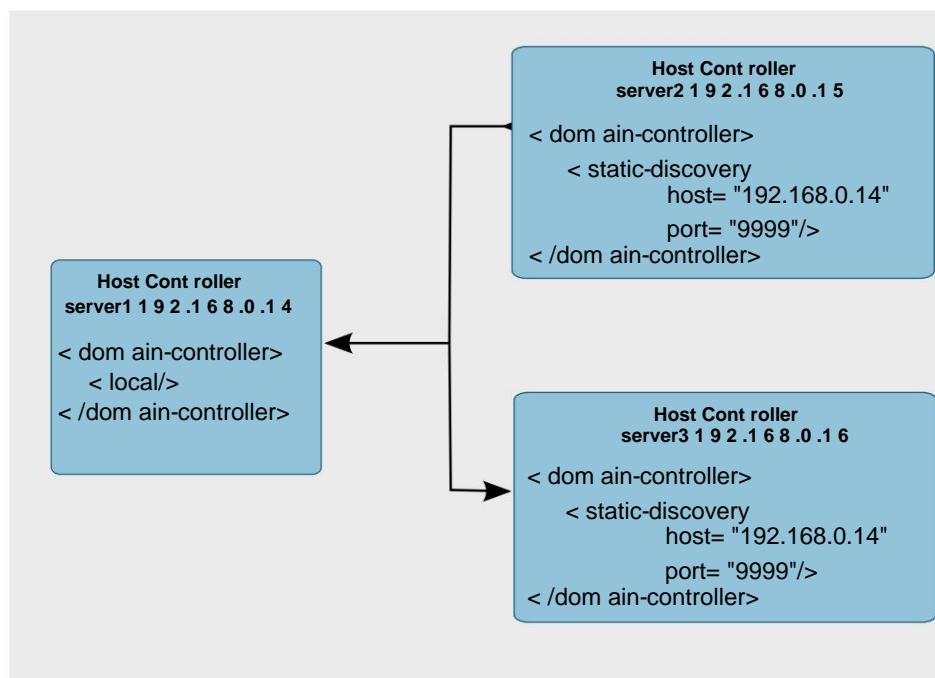 Host Cont roller
server2 1 9 2 .1 6 8 .0 .1 5
< dom ain-controller>
< static-discovery
host= "192.168.0.14"
port= "9999"/>
< /dom ain-controller>
Host Cont roller
server1 1 9 2 .1 6 8 .0 .1 4
< dom ain-controller>
< local/>
< /dom ain-controller>
Host Cont roller
server3 1 9 2 .1 6 8 .0 .1 6
< dom ain-controller>
< static-discovery
host= "192.168.0.14"
port= "9999"/>
< /dom ain-controller>